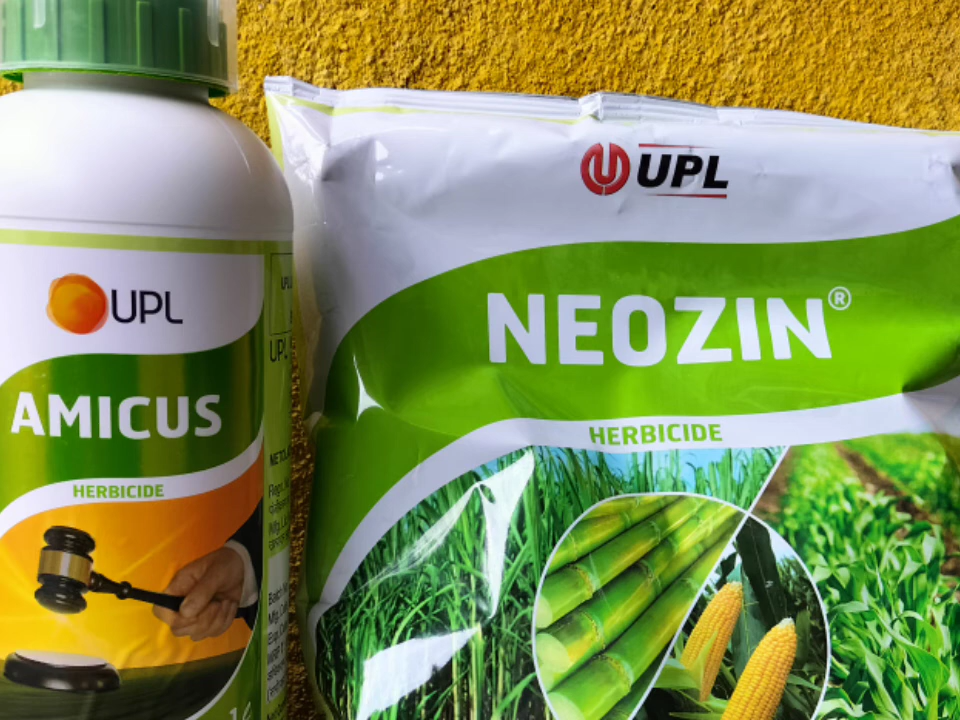 UPL
AMICUS
HERBICIDE
UPL
NEOZIN®
HERBICIDE